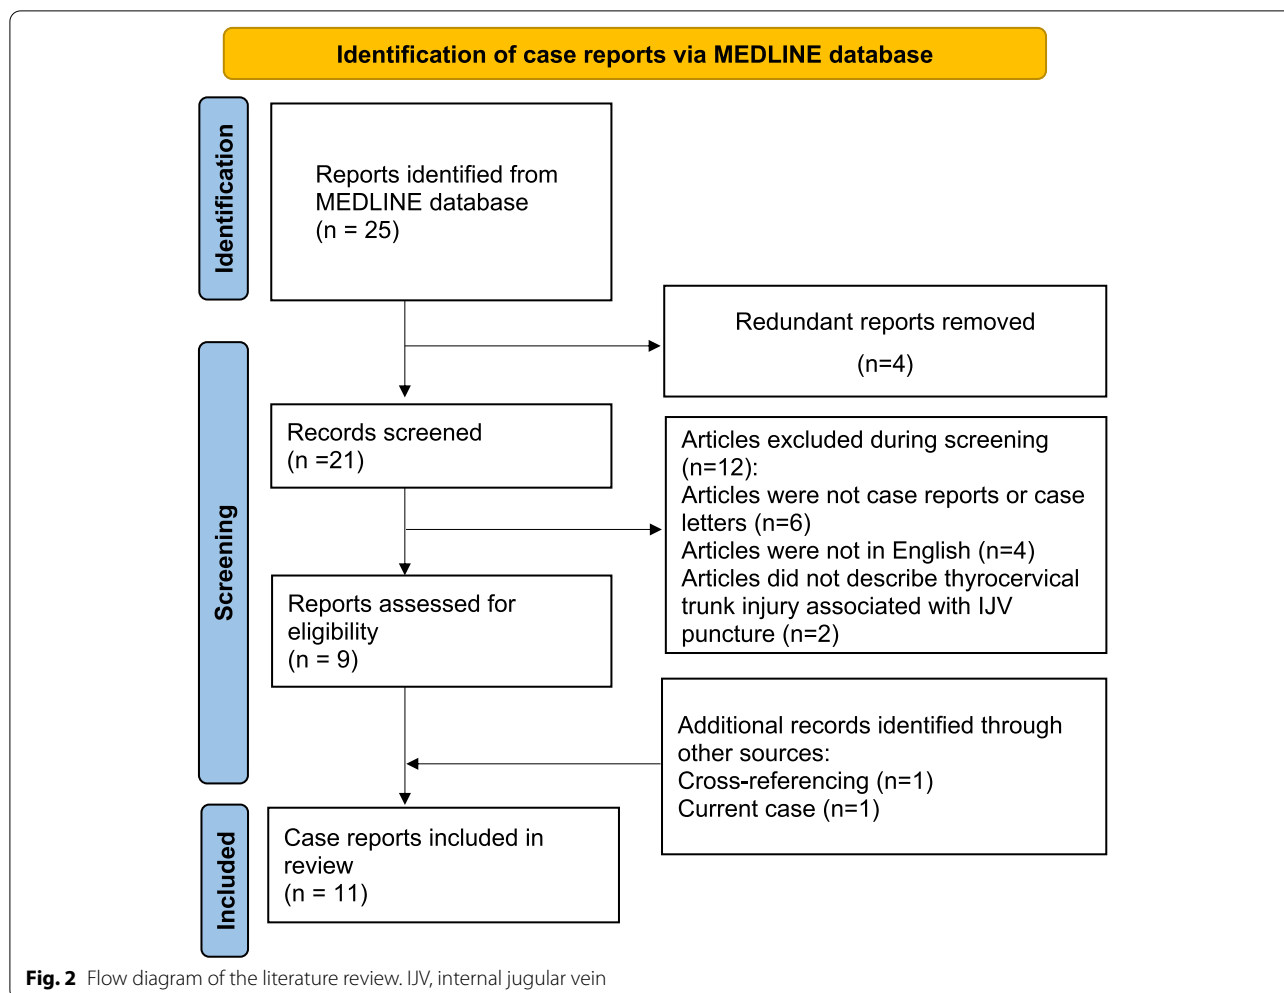 Identification of case reports via MEDLINE database
Identification
Reports identified from
MEDLINE database
(n = 25)
Redundant reports removed
(n=4)
Screening
Records screened
(n =21)
Articles excluded during screening
(n=12):
Articles were not case reports or case
letters (n=6)
Articles were not in English (n=4)
Articles did not describe thyrocervical
trunk injury associated with IJV
puncture (n=2)
Reports assessed for
eligibility
(n = 9)
Additional records identified through
other sources:
Cross-referencing (n=1)
Current case (n=1)
Included
Case reports included in
review
(n = 11)
Fig. 2 Flow diagram of the literature review. IJV, internal jugular vein